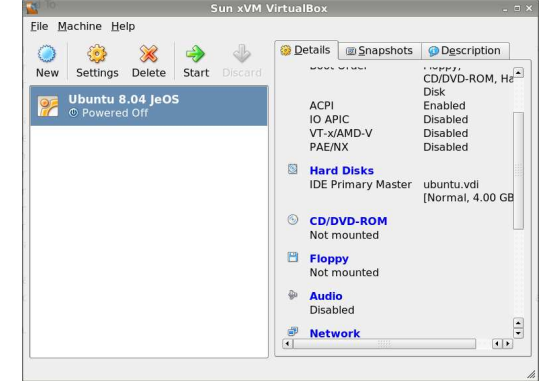 Sun xVM VirtualBox
File Machine Help
New Settings Delete Start Discard
Details Snapshots Description
Ubuntu 8.04 JeOS
Powered Off
Boot Order Floppy,
CD/DVD-ROM, Ha
Disk
ACPI Enabled
IO APIC Disabled
VT-x/AMD-V Disabled
PAE/NX Disabled
Hard Disks
IDE Primary Master ubuntu.vdi
[Normal, 4.00 GB
CD/DVD-ROM
Not mounted
Floppy
Not mounted
Audio
Disabled
Network